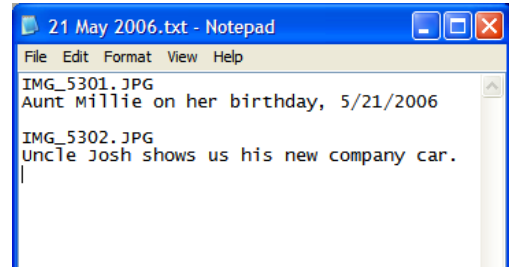 21 May 2006.txt - Notepad
File Edit Format View Help
IMG_5301.JPG
Aunt Millie on her birthday, 5/21/2006
IMG_5302.JPG
Uncle Josh shows us his new company car.